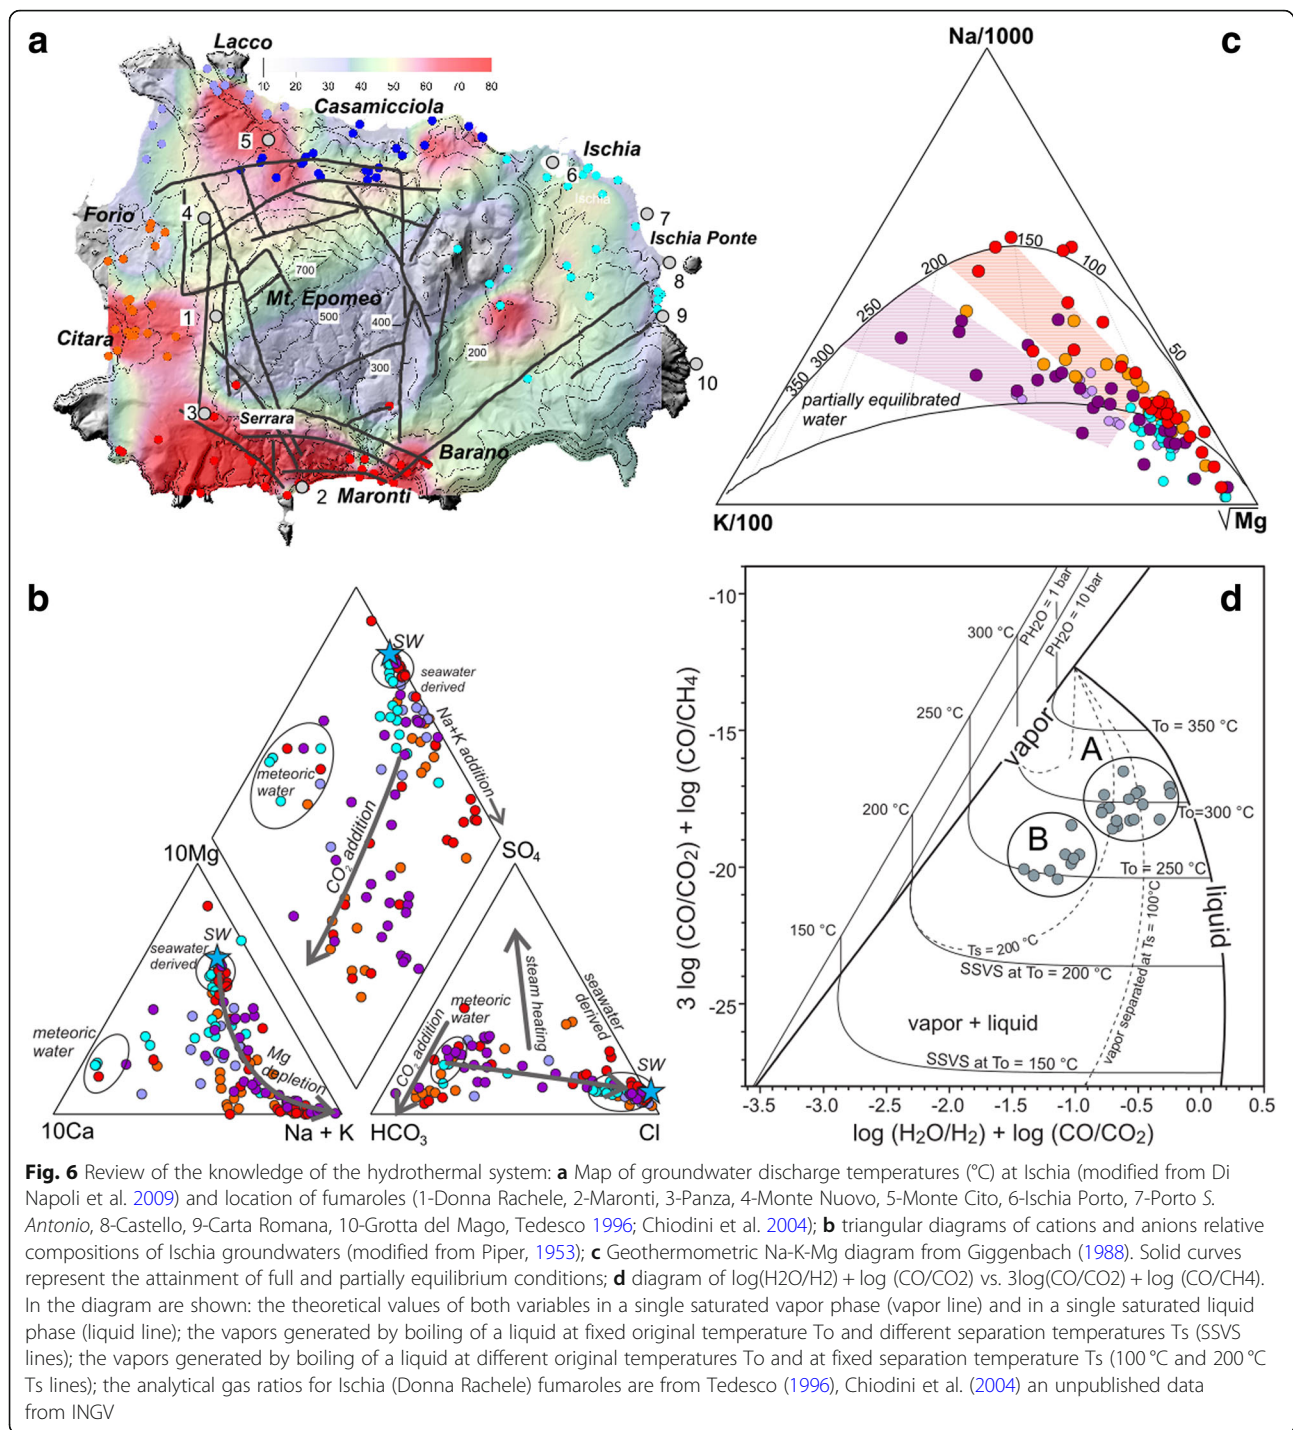 a
Lacco
10 20 30 40 50 60 70 80
Casamicciola
5
Ischia
6
Ischia
4
Forio
7
Ischia Ponte
8
700
Mt. Epomeo
500
400
1
9
Citara
200
300
10
3
Serrara
Barano
2
Maronti
c
Na/1000
150
200
100
250
50
300
350
partially equilibrated
water
K/100
√Mg
b
SW
seawater
derived
Na+K addition
meteoric
water
CO2 addition
10Mg
SO4
SW
seawater
derived
meteoric
water
Mg
depletion
10Ca
Na + K
meteoric
water
CO2 addition
steam heating
seawater
derived
SW
HCO3
Cl
d
-10
-15
-20
-25
3 log (CO/CO2) + log (CO/CH4)
300 °C
PH2O = 1 bar
PH2O = 10 bar
250 °C
vapor
To = 350 °C
A
200 °C
To=300 °C
B
To = 250 °C
liquid
150 °C
Ts = 200 °C
SSVS at To = 200 °C
vapor separated at Ts = 100°C
vapor + liquid
SSVS at To = 150 °C
-3.5 -3.0 -2.5 -2.0 -1.5 -1.0 -0.5 0.0 0.5
log (H2O/H2) + log (CO/CO2)
Fig. 6 Review of the knowledge of the hydrothermal system: a Map of groundwater discharge temperatures (°C) at Ischia (modified from Di
Napoli et al. 2009) and location of fumaroles (1-Donna Rachele, 2-Maronti, 3-Panza, 4-Monte Nuovo, 5-Monte Cito, 6-Ischia Porto, 7-Porto S.
Antonio, 8-Castello, 9-Carta Romana, 10-Grotta del Mago, Tedesco 1996; Chiodini et al. 2004); b triangular diagrams of cations and anions relative
compositions of Ischia groundwaters (modified from Piper, 1953); c Geothermometric Na-K-Mg diagram from Giggenbach (1988). Solid curves
represent the attainment of full and partially equilibrium conditions; d diagram of log(H2O/H2) + log (CO/CO2) vs. 3log(CO/CO2) + log (CO/CH4).
In the diagram are shown: the theoretical values of both variables in a single saturated vapor phase (vapor line) and in a single saturated liquid
phase (liquid line); the vapors generated by boiling of a liquid at fixed original temperature To and different separation temperatures Ts (SSVS
lines); the vapors generated by boiling of a liquid at different original temperatures To and at fixed separation temperature Ts (100 °C and 200 °C
Ts lines); the analytical gas ratios for Ischia (Donna Rachele) fumaroles are from Tedesco (1996), Chiodini et al. (2004) an unpublished data
from INGV